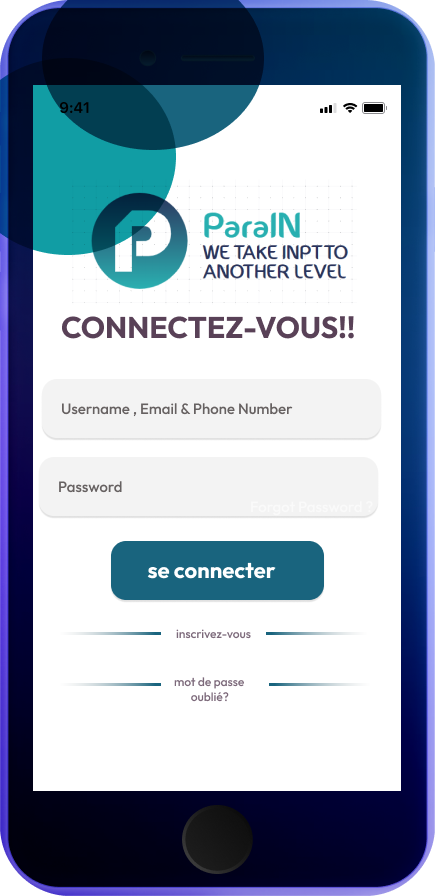 9:41
ParaIN
WE TAKE INPT TO
ANOTHER LEVEL
CONNECTEZ-VOUS!!
Username , Email & Phone Number
Password
Forgot Password ?
se connecter
inscrivez-vous
mot de passe
oublié?